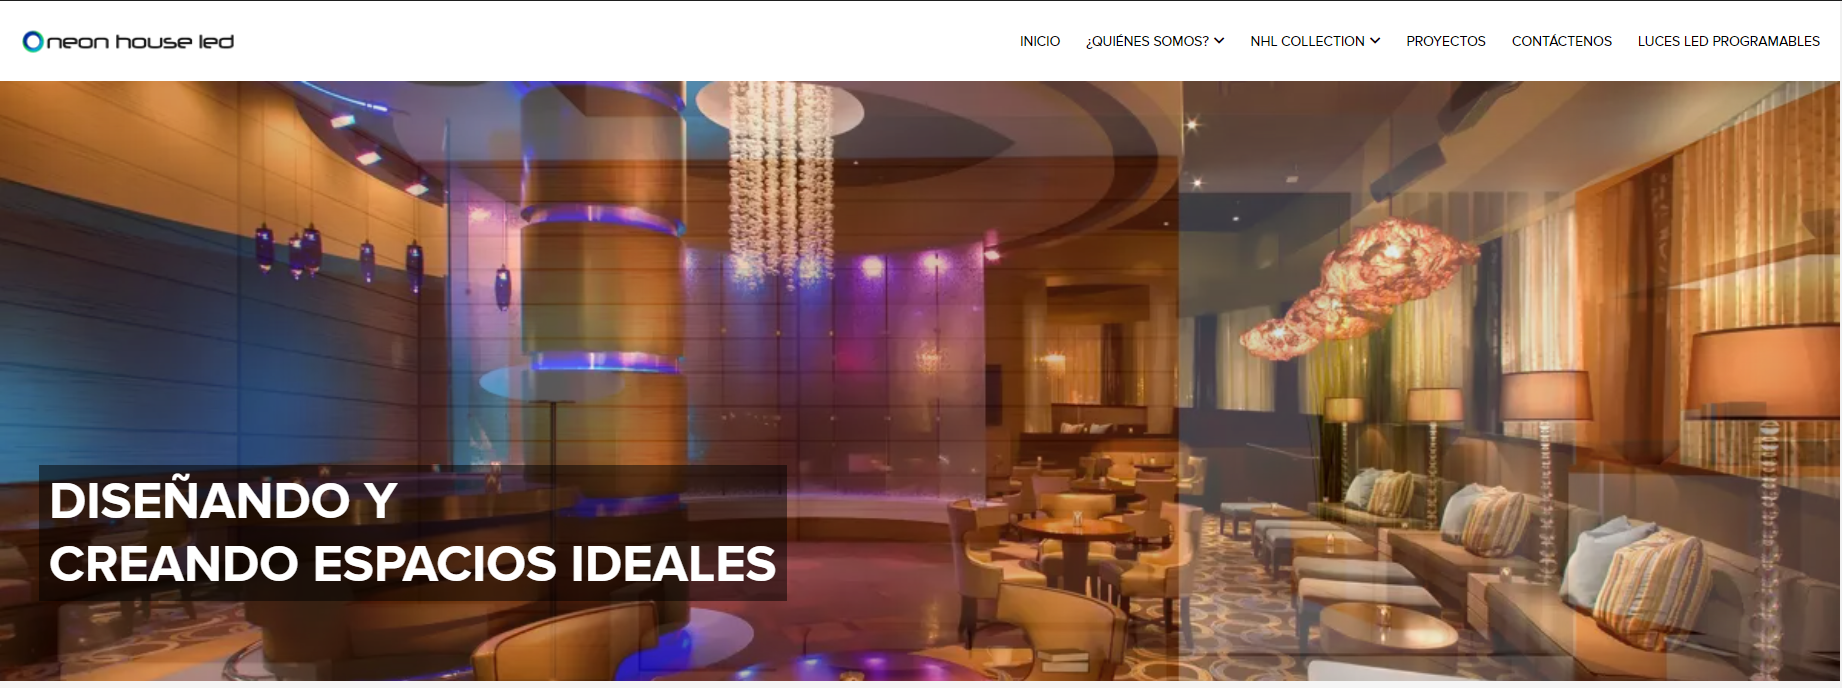 neon house led
INICIO
¿QUIÉNES SOMOS?
NHL COLLECTION
PROYECTOS
CONTÁCTENOS
LUCES LED PROGRAMABLES
DISEÑANDO Y
CREANDO ESPACIOS IDEALES